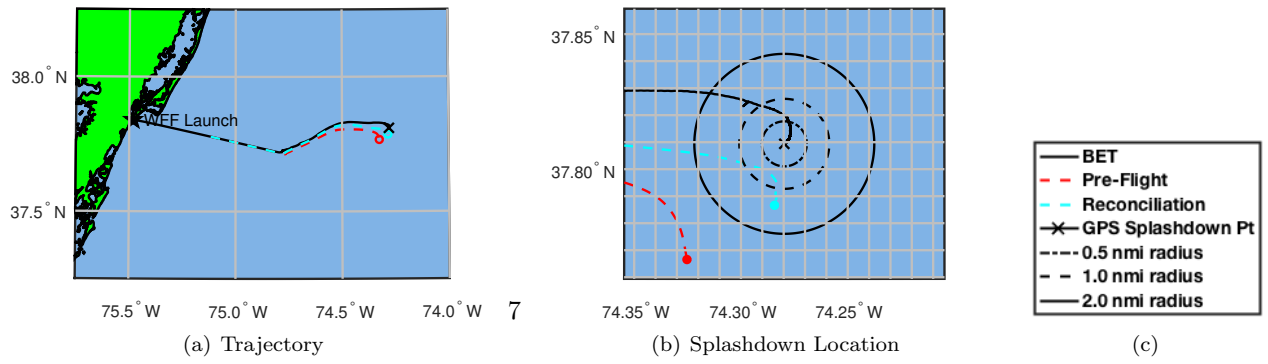 38.0° N
37.5° N
WFF Launch
75.5° W
75.0° W
74.5° W
74.0° W
7
(a) Trajectory
37.85° N
37.80° N
74.35° W
74.30° W
74.25° W
(b) Splashdown Location
BET
Pre-Flight
Reconciliation
GPS Splashdown Pt
0.5 nmi radius
1.0 nmi radius
2.0 nmi radius
(c)